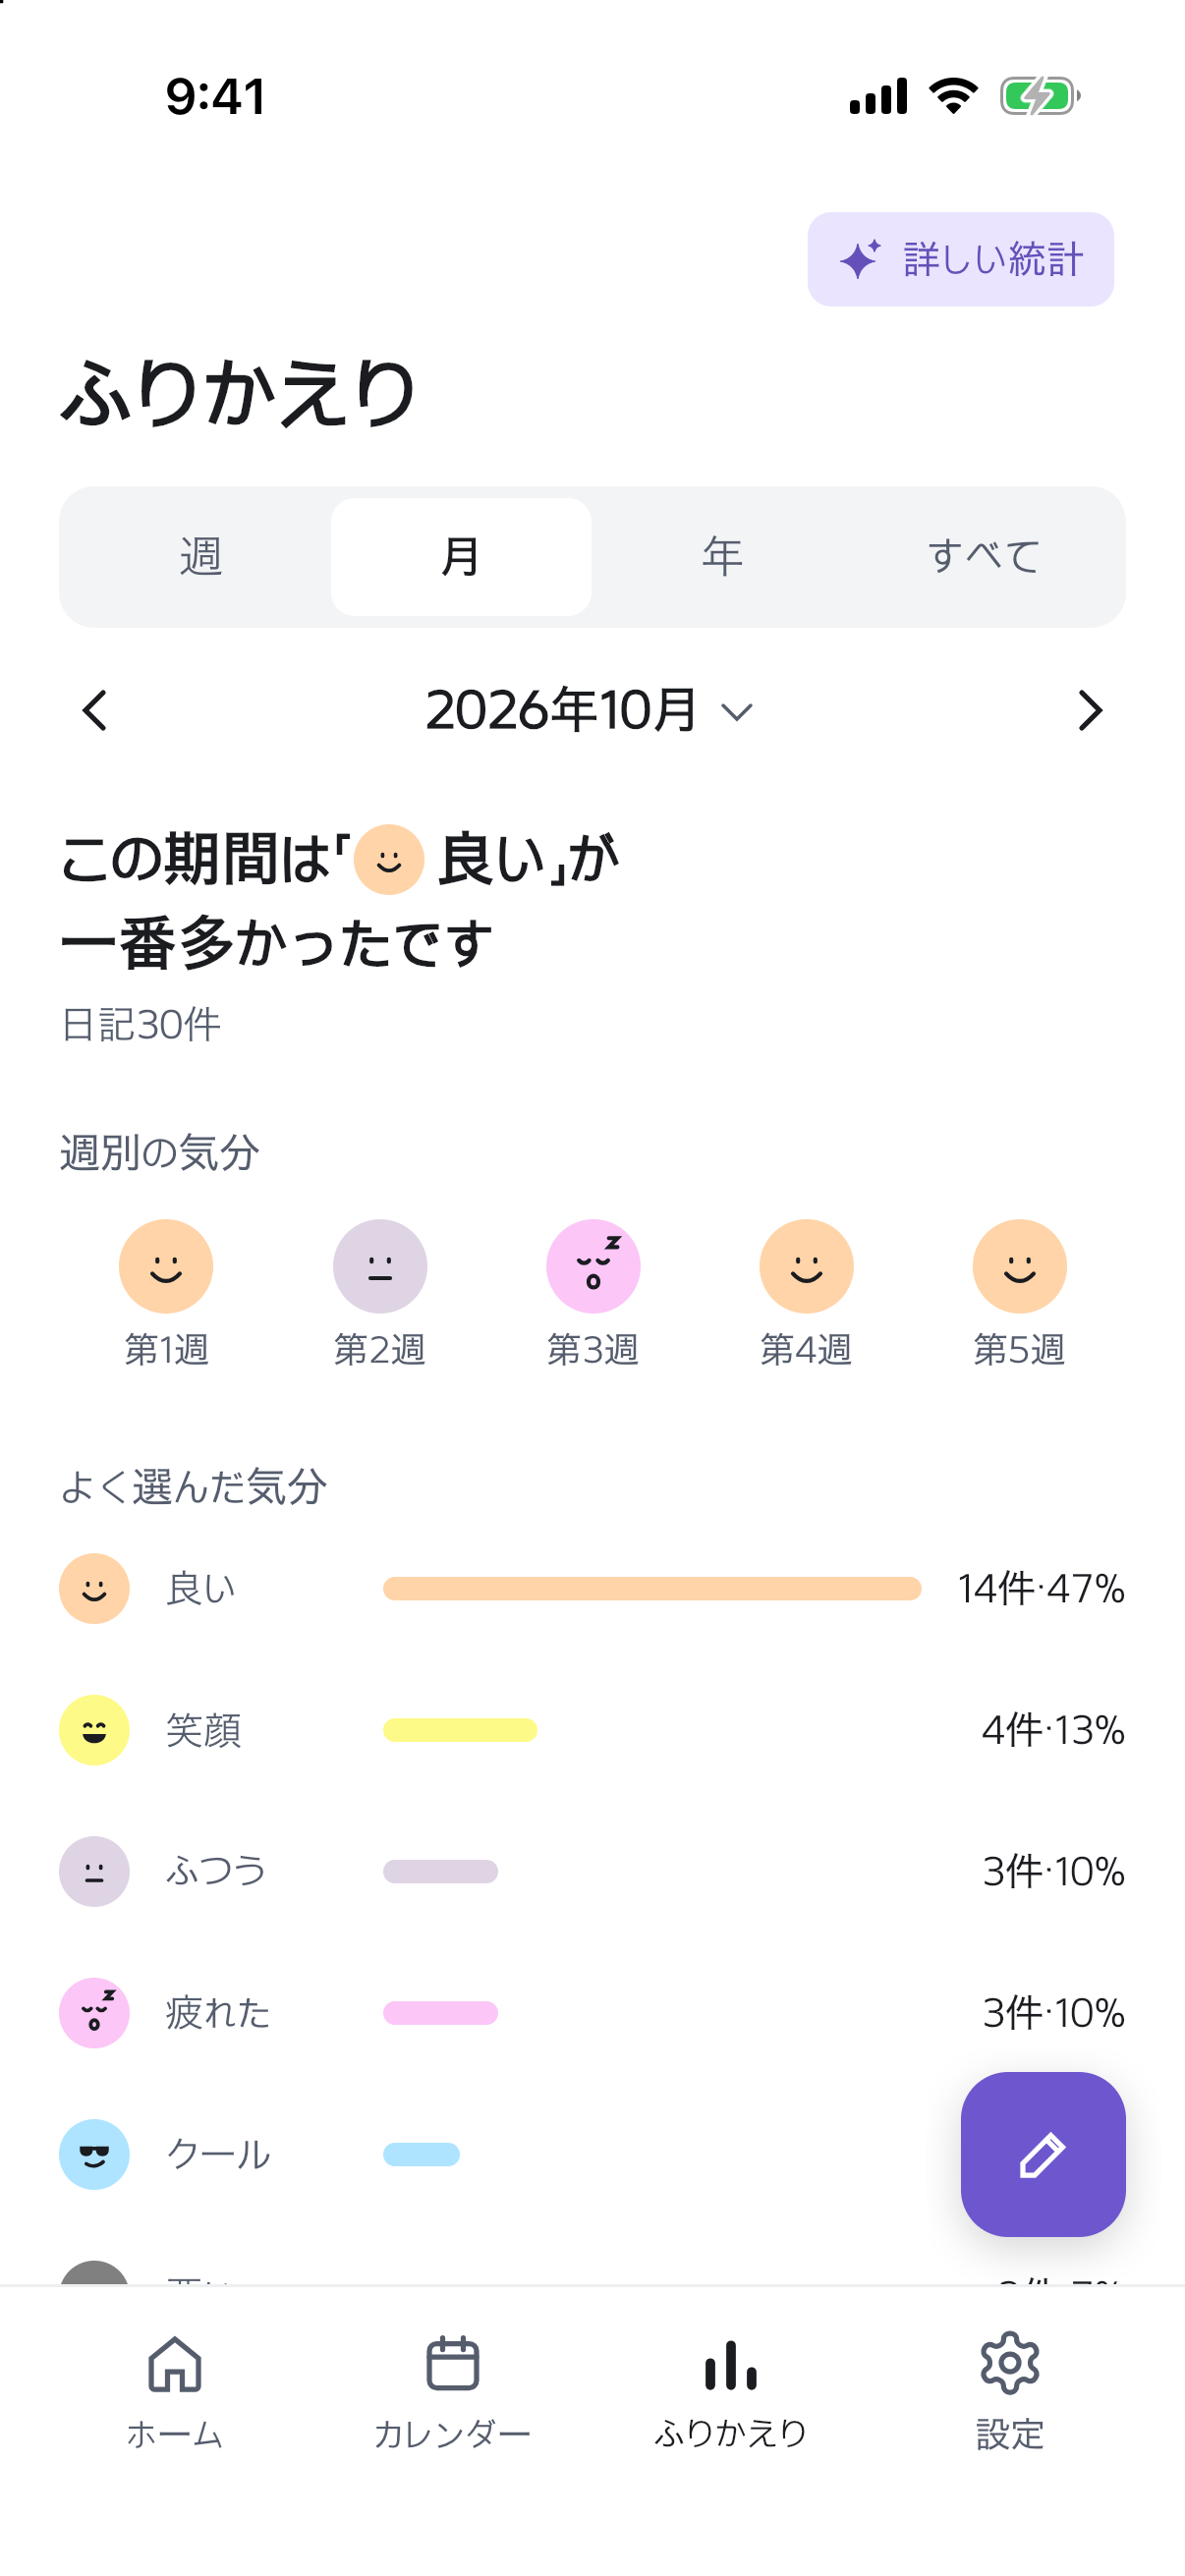 9:41
詳しい統計
ふりかえり
週 月 年 すべて
2026年10月
この期間は「良い」が
一番多かったです
日記30件
週別の気分
第1週 第2週 第3週 第4週 第5週
よく選んだ気分
良い 14件·47%
笑顔 4件·13%
ふつう 3件·10%
疲れた 3件·10%
クール
ホーム カレンダー ふりかえり 設定